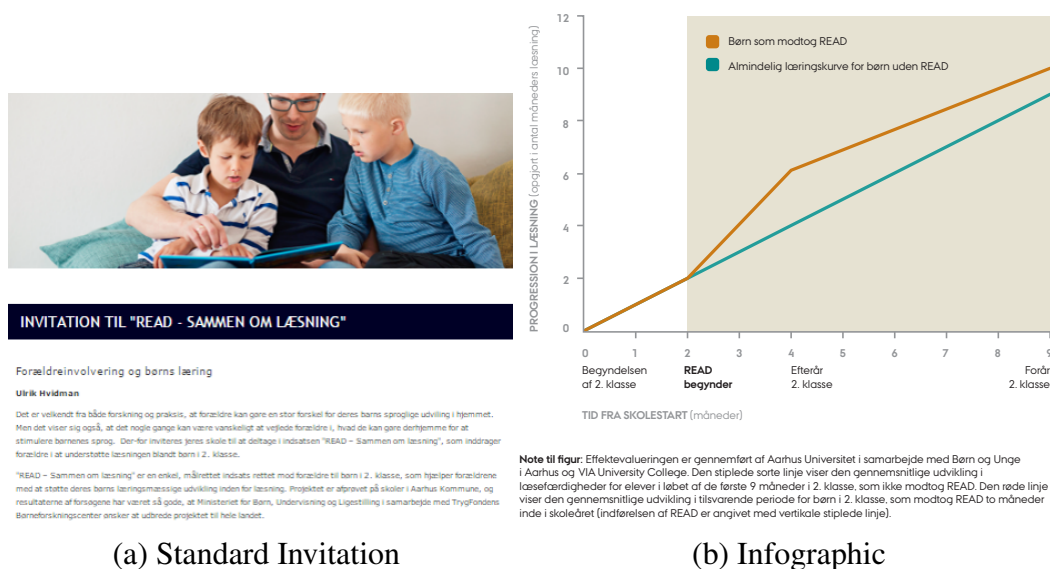 INVITATION TIL "READ - SAMMEN OM LÆSNING"
Forældreinvolvering og børns læring
Ulrik Hvidman
Det er velkendt fra både forskning og praksis, at forældre kan gøre en stor forskel for deres børns sproglige udvikling i hjemmet.
Men det viser sig også, at det nogle gange kan være vanskeligt at vejlede forældre i, hvad de kan gøre derhjemme for at
stimulere børnenes sprog. Der-for inviteres jeres skole til at deltage i indsatsen "READ – Sammen om læsning", som inddrager
forældre i at understøtte læsningen blandt børn i 2. klasse.
"READ – Sammen om læsning" er en enkel, målrettet indsats rettet mod forældre til børn i 2. klasse, som hjælper forældrene
med at støtte deres børns læringsmæssige udvikling inden for læsning. Projektet er afprøvet på skoler i Aarhus Kommune, og
resultaterne af forsøgene har været så gode, at Ministeriet for Børn, Undervisning og Ligestilling i samarbejde med TrygFondens
Børneforskningscenter ønsker at udbrede projektet til hele landet.
(a) Standard Invitation
PROGRESSION I LÆSNING (opgjort i antal måneders læsning)
12
10
8
6
4
2
0
Børn som modtog READ
Almindelig læringskurve for børn uden READ
0 1 2 3 4 5 6 7 8 9
Begyndelsen READ Efterår Forår
af 2. klasse begynder 2. klasse 2. klasse
TID FRA SKOLESTART (måneder)
Note til figur: Effektevalueringen er gennemført af Aarhus Universitet i samarbejde med Børn og Unge
i Aarhus og VIA University College. Den stiplede sorte linje viser den gennemsnitlige udvikling i
læsefærdigheder for elever i løbet af de første 9 måneder i 2. klasse, som ikke modtog READ. Den røde linje
viser den gennemsnitlige udvikling i tilsvarende periode for børn i 2. klasse, som modtog READ to måneder
inde i skoleåret (indførelsen af READ er angivet med vertikale stiplede linje).
(b) Infographic